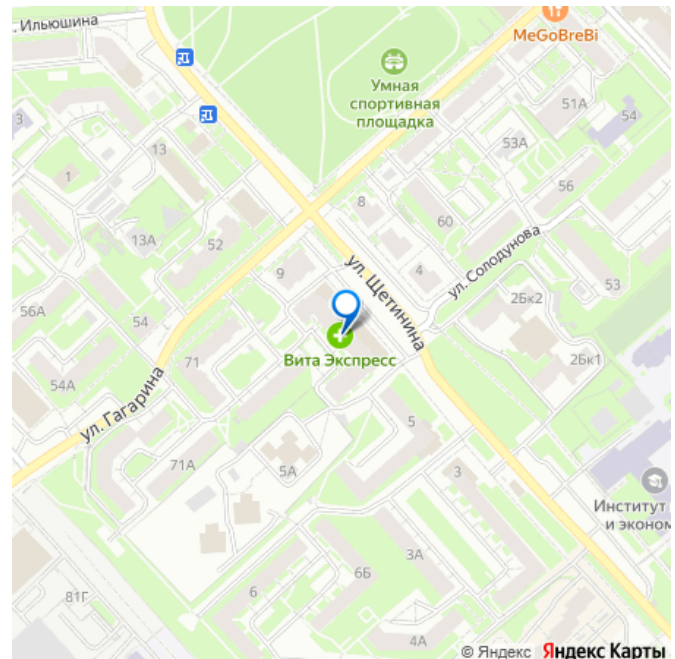 . Ильюшина
MeGoBreBi
Умная
спортивная
площадка
51А
54
3
53А
13
1
56
8
60
ул. Солодунова
13А
52
ул. Щетинина
9
4
53
2Бк2
56А
54
Вита Экспресс
71
2Бк1
54А
ул. Гагарина
5
71А
5А
3
Институт
и эконом
3А
6Б
81Г
6
4А
© Яндекс Яндекс Карты